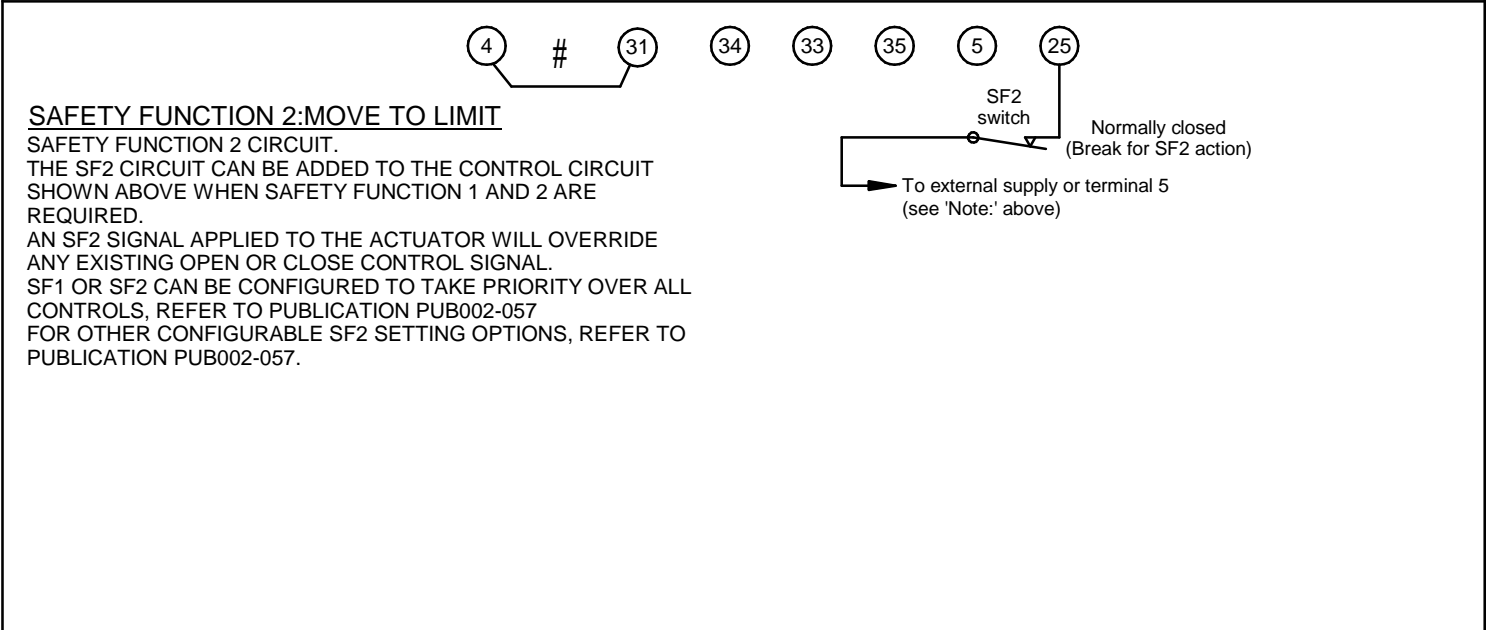 4 # 31 34 33 35 5 25
SAFETY FUNCTION 2:MOVE TO LIMIT
SAFETY FUNCTION 2 CIRCUIT.
THE SF2 CIRCUIT CAN BE ADDED TO THE CONTROL CIRCUIT
SHOWN ABOVE WHEN SAFETY FUNCTION 1 AND 2 ARE
REQUIRED.
AN SF2 SIGNAL APPLIED TO THE ACTUATOR WILL OVERRIDE
ANY EXISTING OPEN OR CLOSE CONTROL SIGNAL.
SF1 OR SF2 CAN BE CONFIGURED TO TAKE PRIORITY OVER ALL
CONTROLS, REFER TO PUBLICATION PUB002-057
FOR OTHER CONFIGURABLE SF2 SETTING OPTIONS, REFER TO
PUBLICATION PUB002-057.
SF2
switch
Normally closed
(Break for SF2 action)
To external supply or terminal 5
(see 'Note:' above)